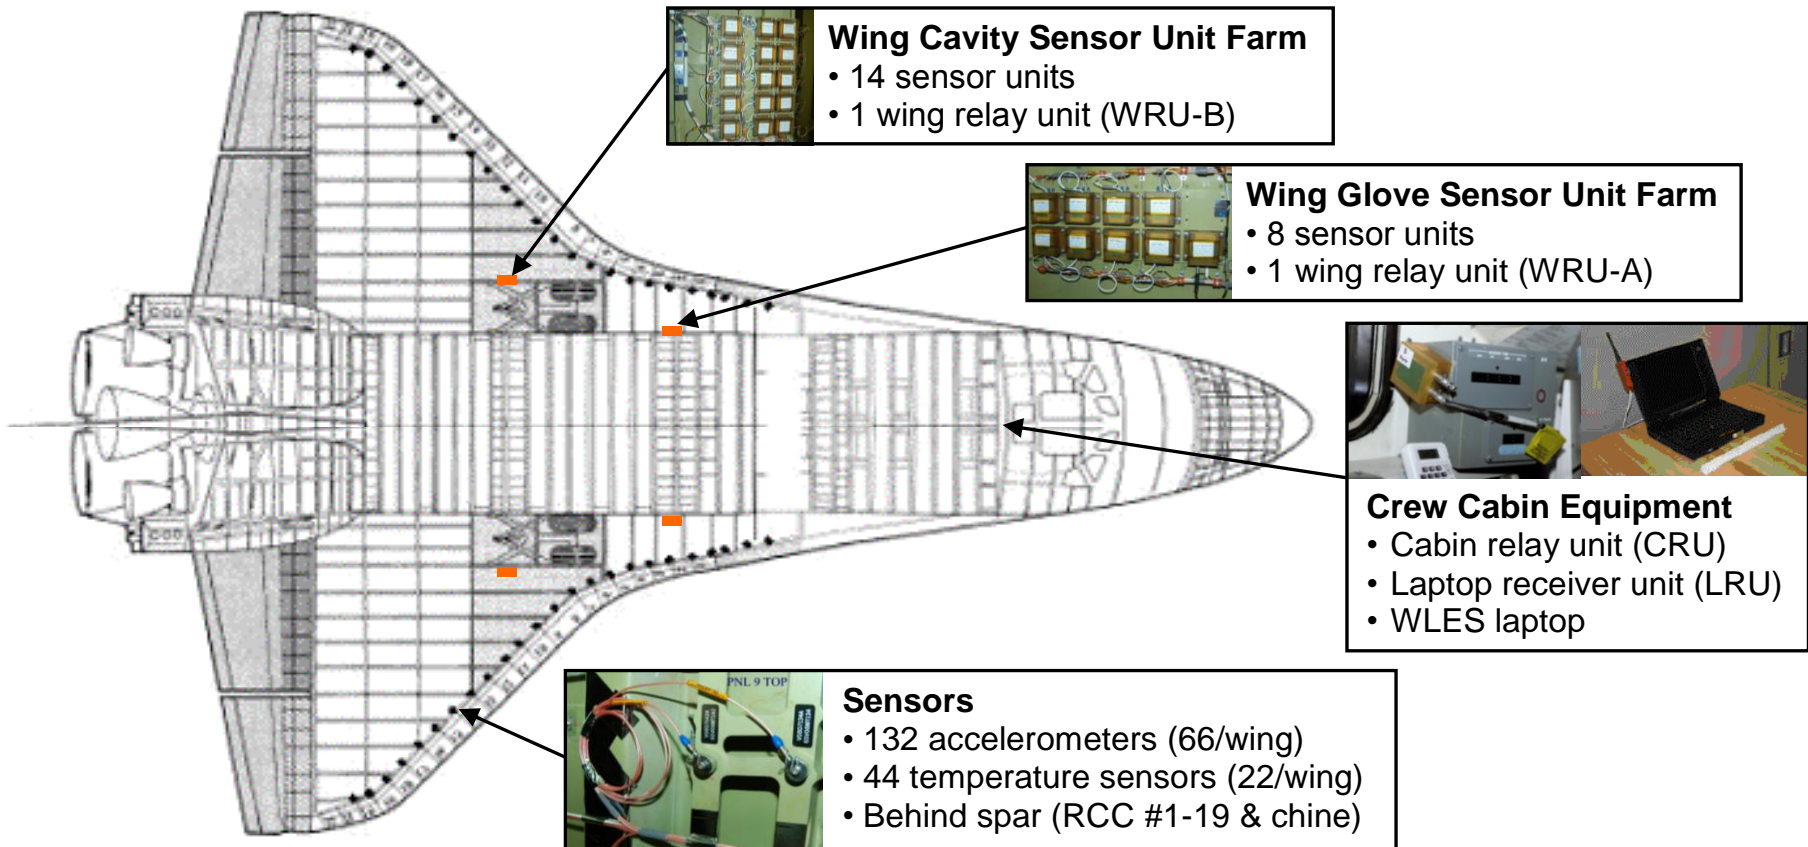 Wing Cavity Sensor Unit Farm
• 14 sensor units
• 1 wing relay unit (WRU-B)
Wing Glove Sensor Unit Farm
• 8 sensor units
• 1 wing relay unit (WRU-A)
Crew Cabin Equipment
• Cabin relay unit (CRU)
• Laptop receiver unit (LRU)
• WLES laptop
PNL 9 TOP
Sensors
• 132 accelerometers (66/wing)
• 44 temperature sensors (22/wing)
• Behind spar (RCC #1-19 & chine)